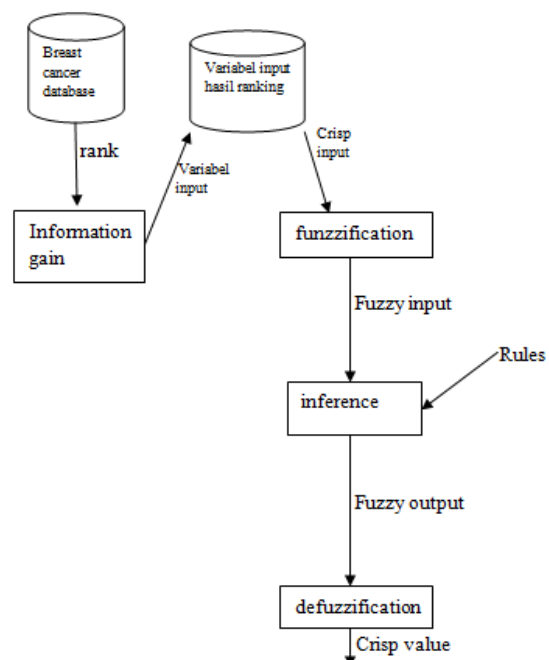 Breast
cancer
database
Variabel input
hasil ranking
rank
Variabel
input
Crisp
input
Information
gain
funzzification
Fuzzy input
Rules
inference
Fuzzy output
defuzzification
Crisp value